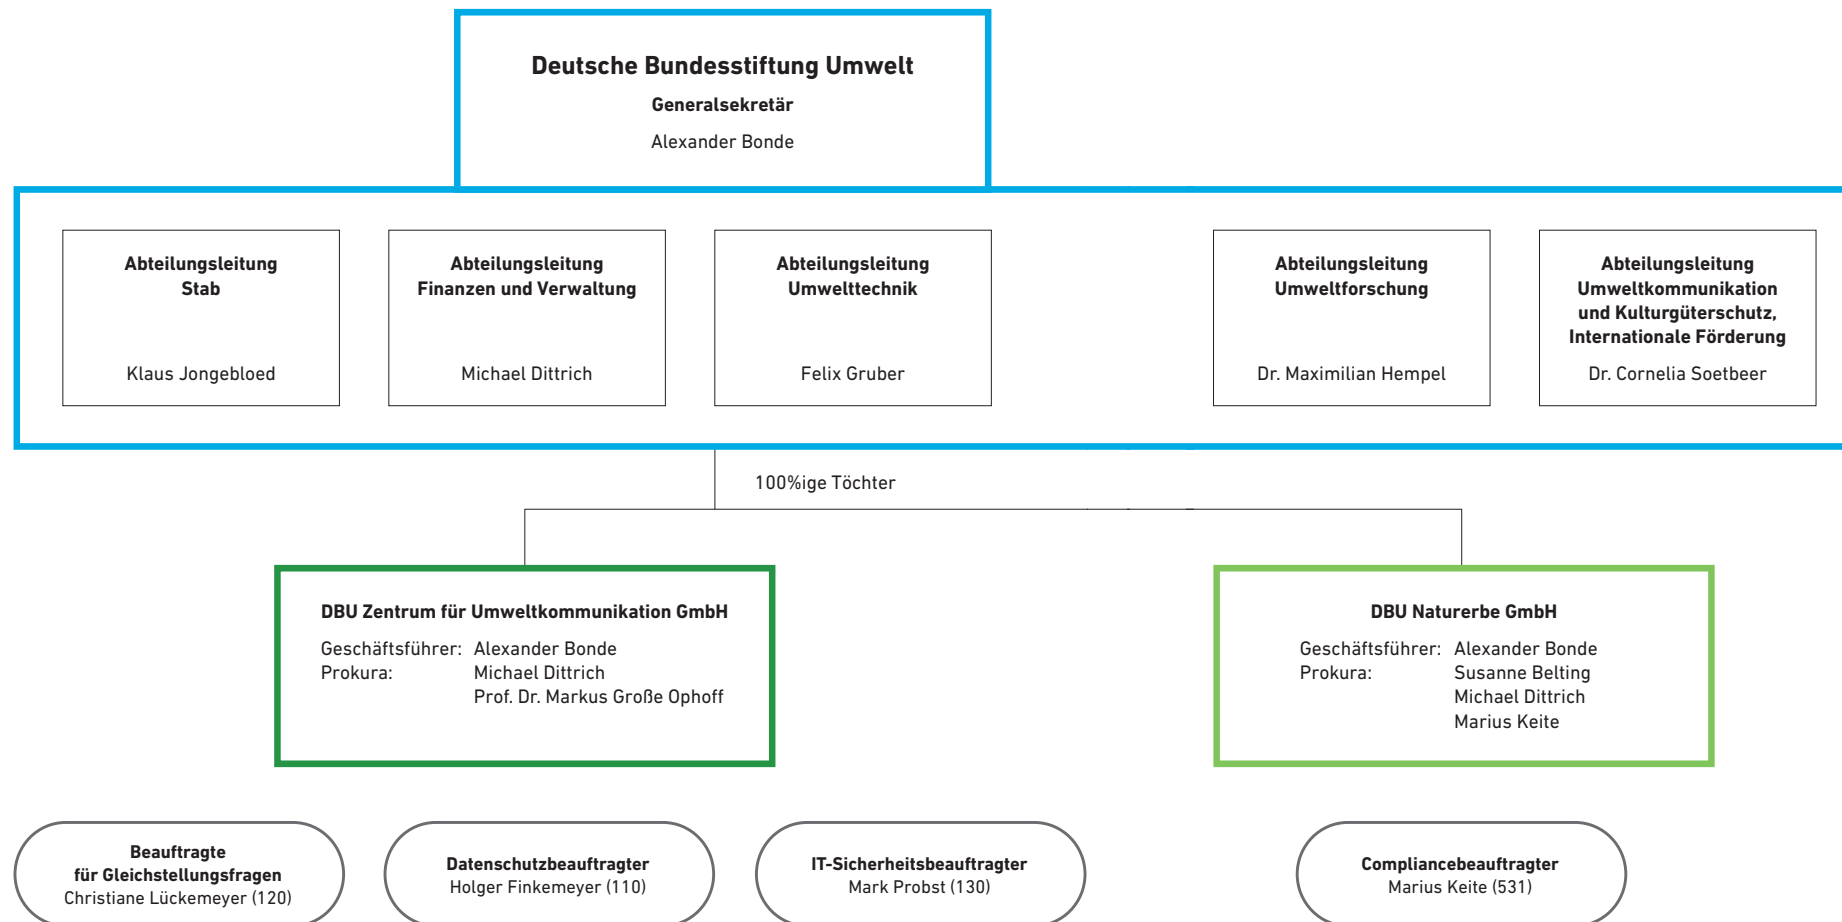 Deutsche Bundesstiftung Umwelt
Generalsekretär
Alexander Bonde
Abteilungsleitung
Stab
Klaus Jongebloed
Abteilungsleitung
Finanzen und Verwaltung
Michael Dittrich
Abteilungsleitung
Umwelttechnik
Felix Gruber
Abteilungsleitung
Umweltforschung
Dr. Maximilian Hempel
Abteilungsleitung
Umweltkommunikation
und Kulturgüterschutz,
Internationale Förderung
Dr. Cornelia Soetbeer
100%ige Töchter
DBU Zentrum für Umweltkommunikation GmbH
Geschäftsführer: Alexander Bonde
Prokura: Michael Dittrich
Prof. Dr. Markus Große Ophoff
DBU Naturerbe GmbH
Geschäftsführer: Alexander Bonde
Prokura: Susanne Belting
Michael Dittrich
Marius Keite
Beauftragte
für Gleichstellungsfragen
Christiane Lückemeyer (120)
Datenschutzbeauftragter
Holger Finkemeyer (110)
IT-Sicherheitsbeauftragter
Mark Probst (130)
Compliancebeauftragter
Marius Keite (531)